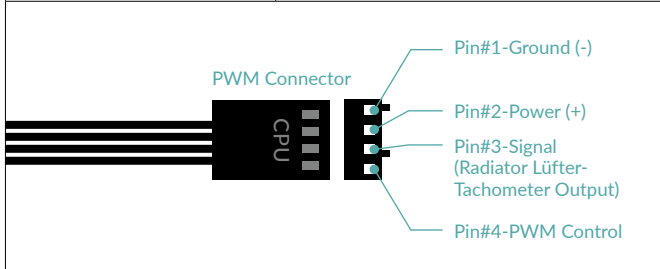 Pin#1-Ground (-)
PWM Connector
Pin#2-Power (+)
CPU
Pin#3-Signal
(Radiator Lüfter-
Tachometer Output)
Pin#4-PWM Control